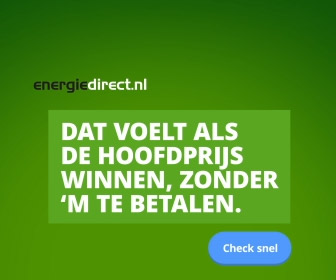 energiedirect.nl
DAT VOELT ALS
DE HOOFDPRIJS
WINNEN, ZONDER
‘M TE BETALEN.
Check snel